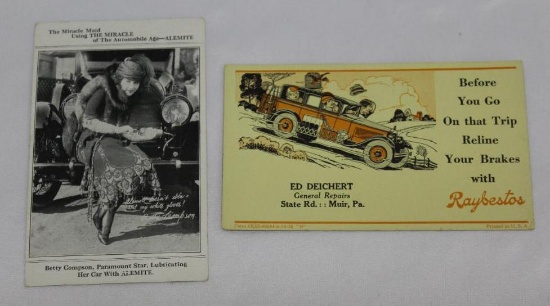 The Miracle Maid
Using THE MIRACLE
of The Automobile Age—ALEMITE
Betty Compson, Paramount Star, Lubricating
Her Car With ALEMITE.
Before
You Go
On that Trip
Reline
Your Brakes
with
Raybestos
ED DEICHERT
General Repairs
State Rd. : : Muir, Pa.